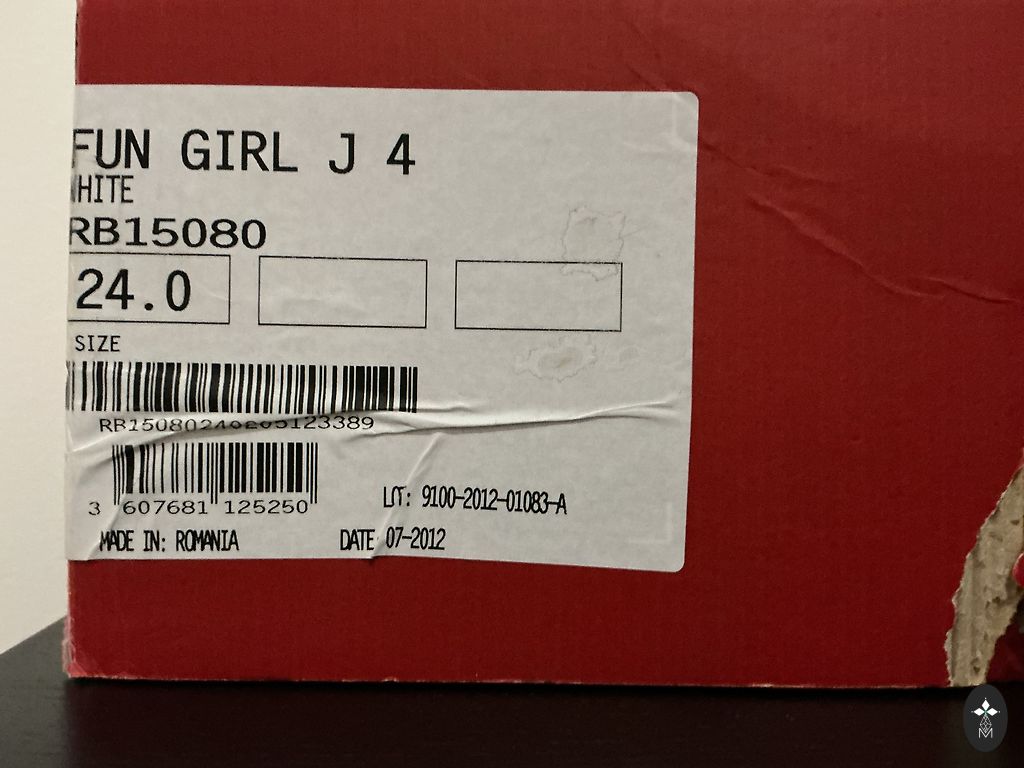 FUN GIRL J 4
WHITE
RB15080
24.0
SIZE
3 607681 125250
LOT: 9100-2012-01083-A
MADE IN: ROMANIA
DATE 07-2012
M